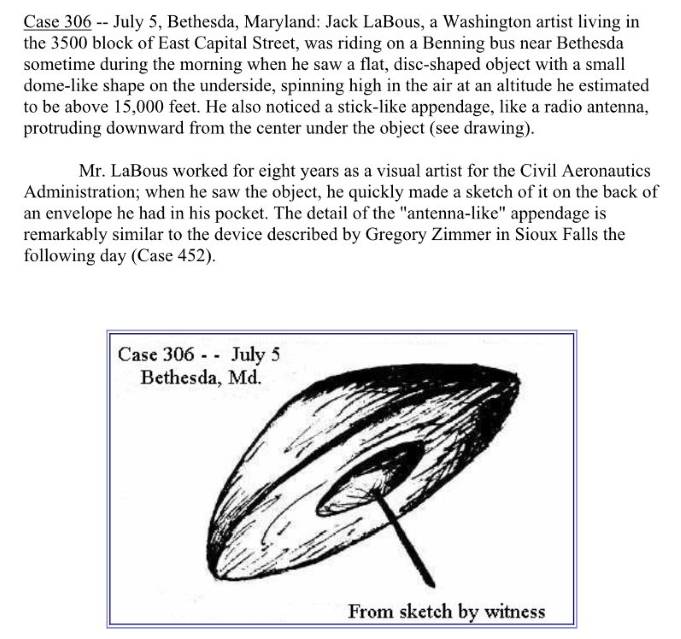 Case 306 -- July 5, Bethesda, Maryland: Jack LaBous, a Washington artist living in
the 3500 block of East Capital Street, was riding on a Benning bus near Bethesda
sometime during the morning when he saw a flat, disc-shaped object with a small
dome-like shape on the underside, spinning high in the air at an altitude he estimated
to be above 15,000 feet. He also noticed a stick-like appendage, like a radio antenna,
protruding downward from the center under the object (see drawing).
Mr. LaBous worked for eight years as a visual artist for the Civil Aeronautics
Administration; when he saw the object, he quickly made a sketch of it on the back of
an envelope he had in his pocket. The detail of the "antenna-like" appendage is
remarkably similar to the device described by Gregory Zimmer in Sioux Falls the
following day (Case 452).
Case 306 - - July 5
Bethesda, Md.
From sketch by witness